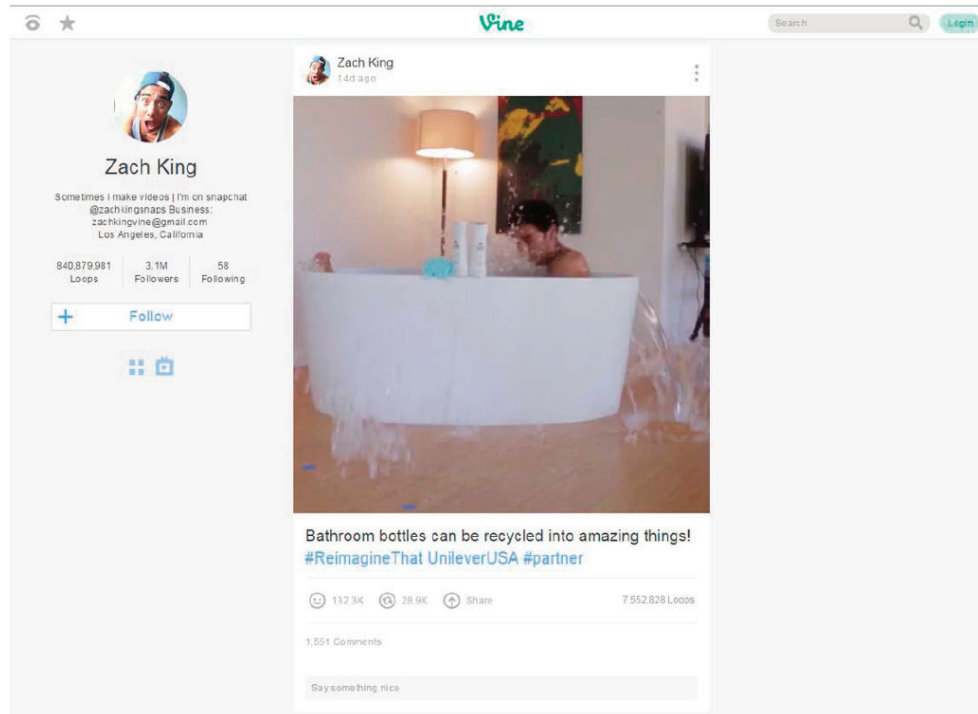 Vine
Search
Login
Zach King
Sometimes I make videos | I'm on snapchat
@zachkingsnaps Business:
zachkingvine@gmail.com
Los Angeles, California
840,879,981
Loops
3.1M
Followers
58
Following
Follow
Zach King
14d ago
Bathroom bottles can be recycled into amazing things!
#ReimagineThat UnileverUSA #partner
132.3K
28.9K
Share
7,552,828 Loops
1,551 Comments
Say something nice